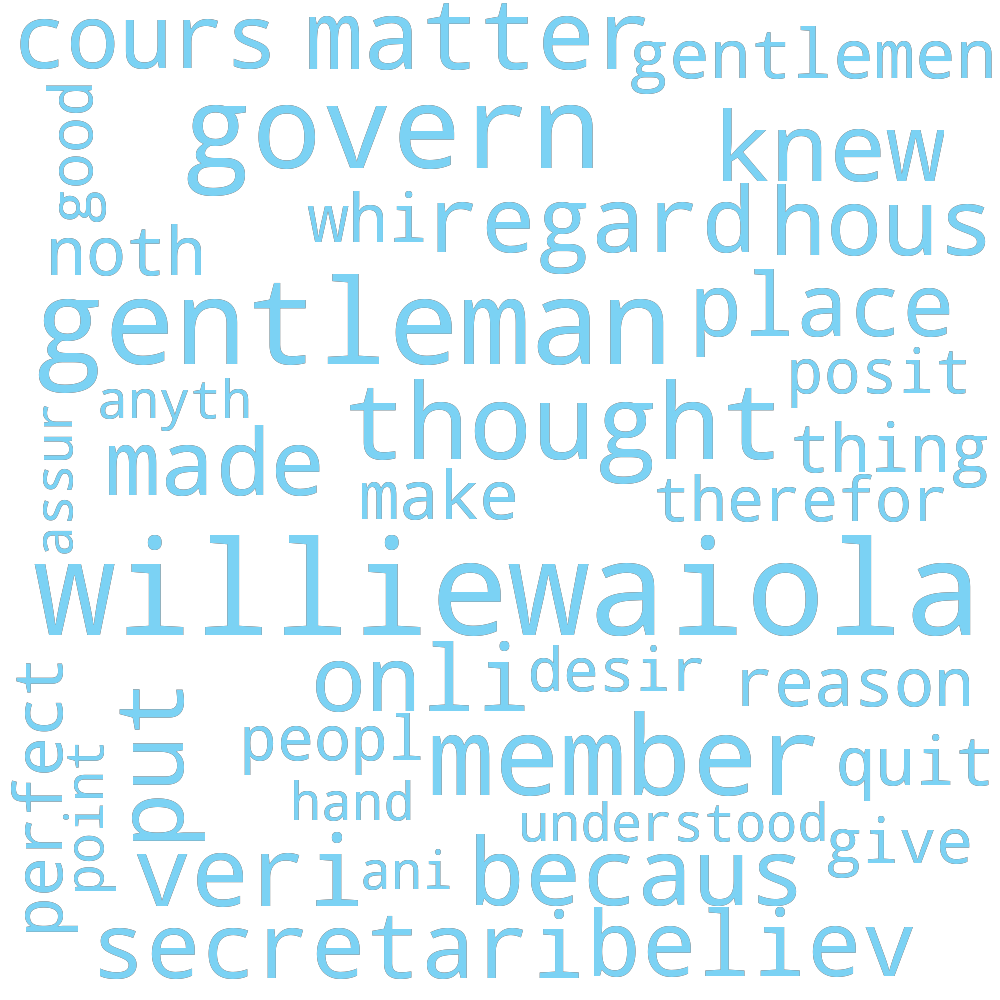 cours matter gentlemen
good govern knew
whi regard hous
noth
gentleman place
posit
anyth thought
assur made thing
make therefor
williewaiola
perfect onli desir reason
put peopl member quit
point hand understood give
veri ani becaus
secretari believ